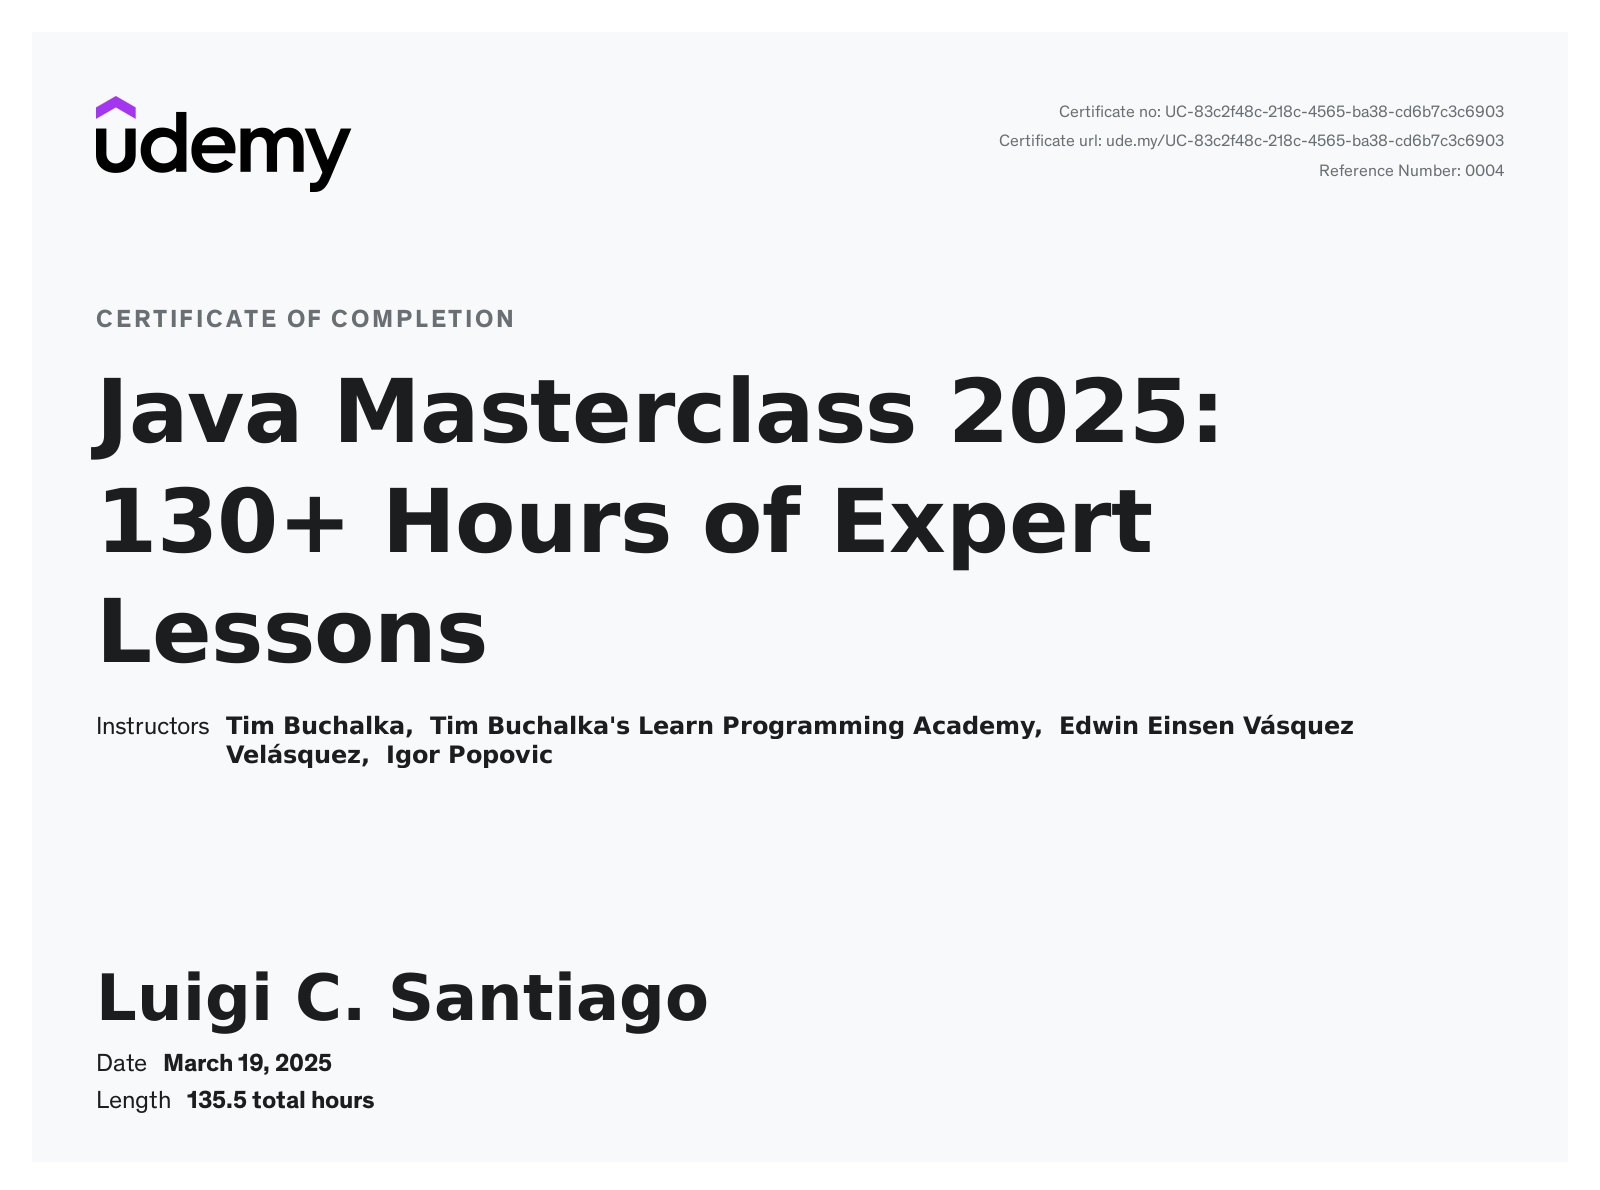 udemy
Certificate no: UC-83c2f48c-218c-4565-ba38-cd6b7c3c6903
Certificate url: ude.my/UC-83c2f48c-218c-4565-ba38-cd6b7c3c6903
Reference Number: 0004
CERTIFICATE OF COMPLETION
Java Masterclass 2025:
130+ Hours of Expert
Lessons
Instructors Tim Buchalka, Tim Buchalka's Learn Programming Academy, Edwin Einsen Vásquez
Velásquez, Igor Popovic
Luigi C. Santiago
Date March 19, 2025
Length 135.5 total hours